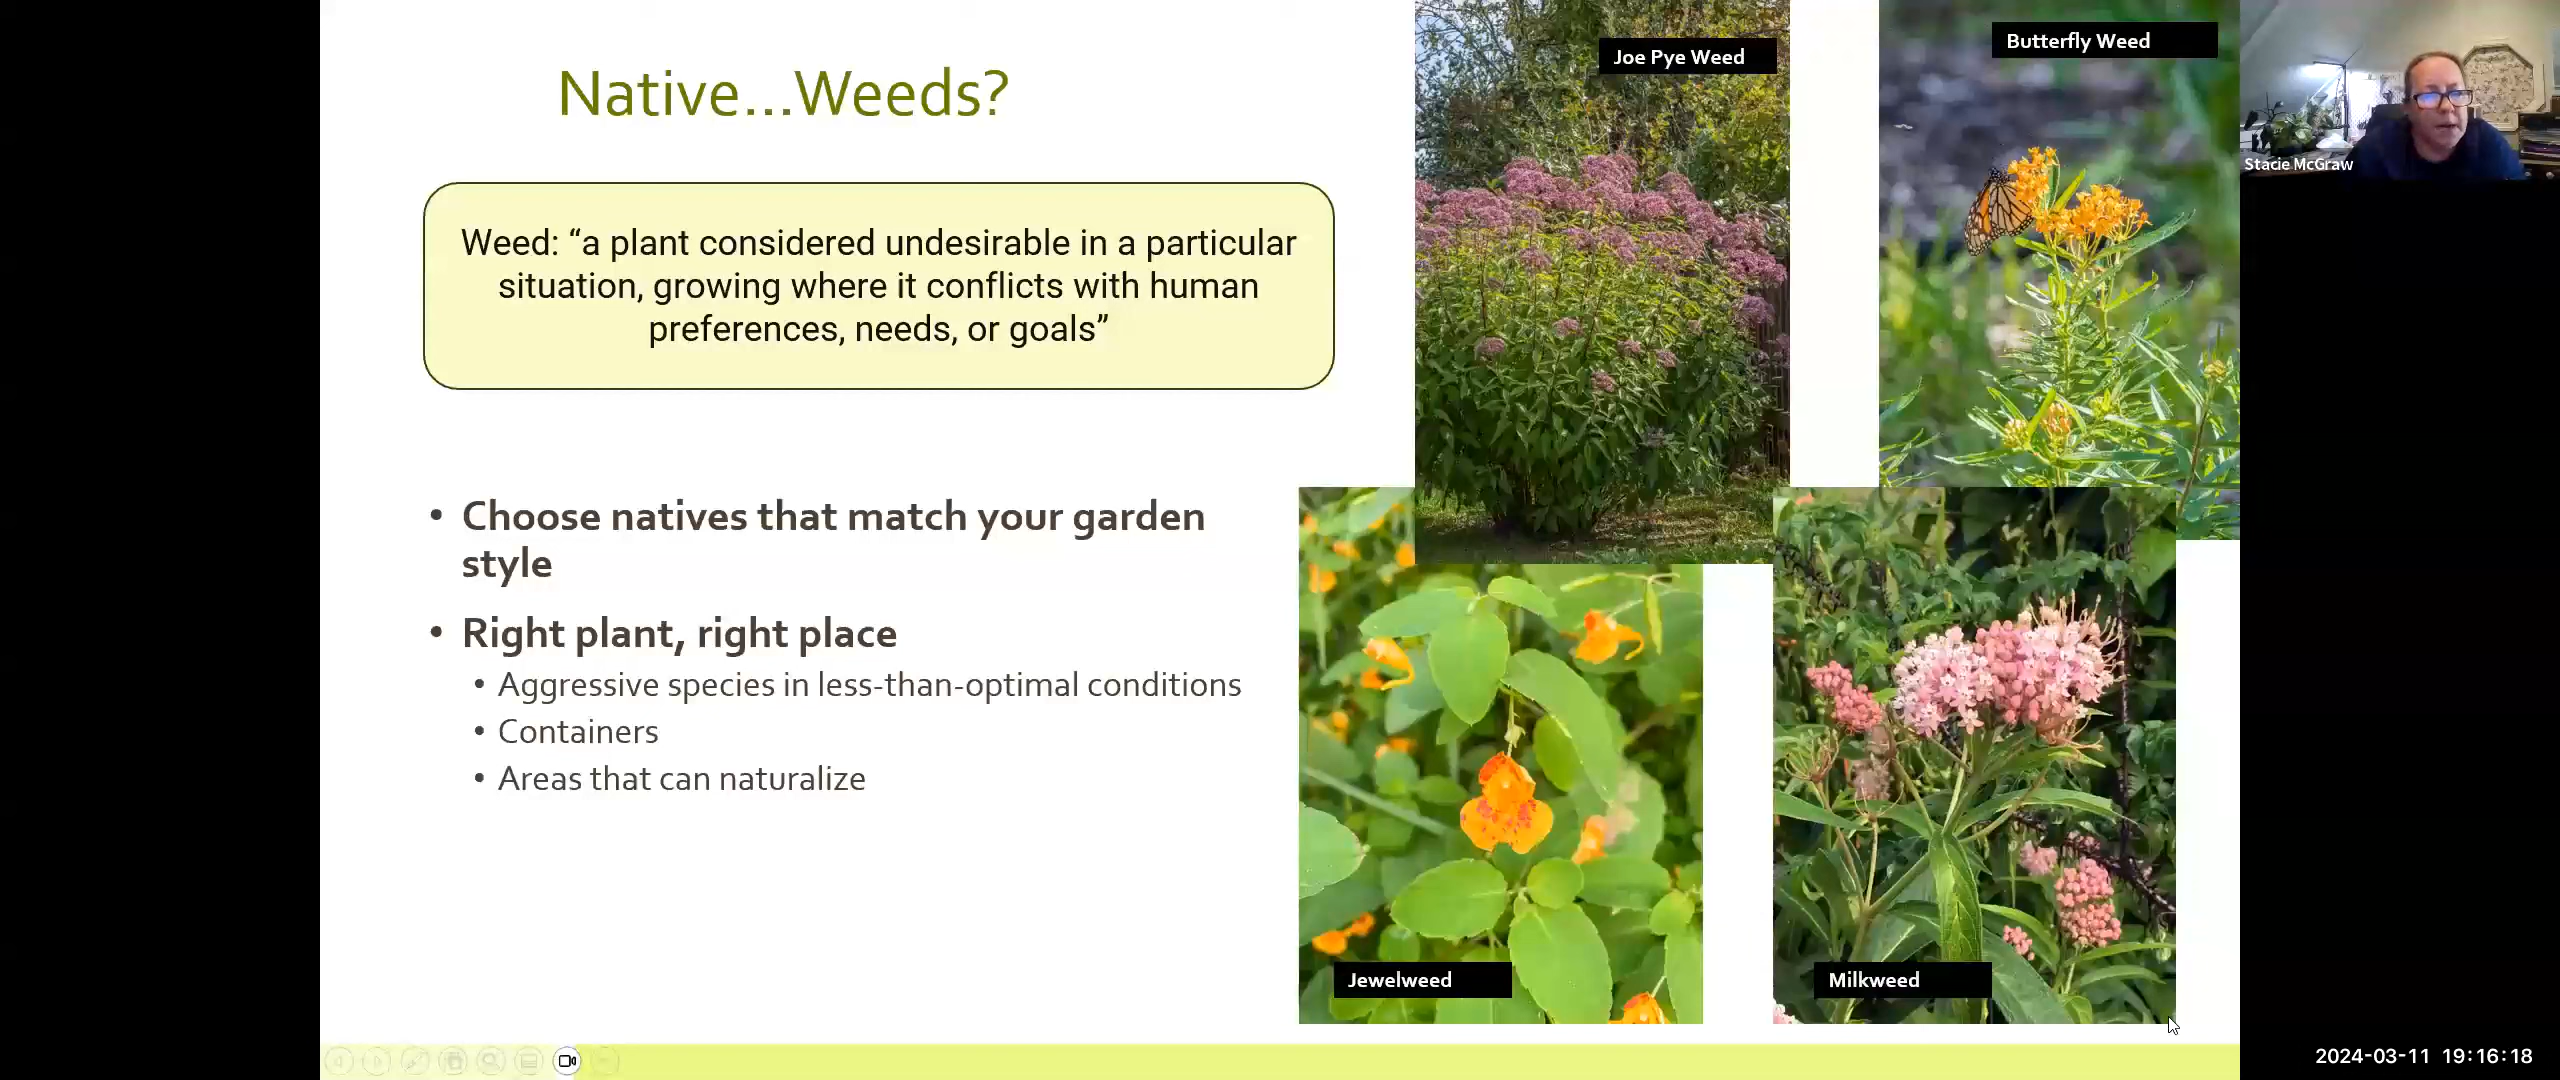 Native...Weeds?
Weed: “a plant considered undesirable in a particular
situation, growing where it conflicts with human
preferences, needs, or goals”
• Choose natives that match your garden
style
• Right plant, right place
• Aggressive species in less-than-optimal conditions
• Containers
• Areas that can naturalize
Joe Pye Weed
Butterfly Weed
Jewelweed
Milkweed
Stacie McGraw
2024-03-11 19:16:18